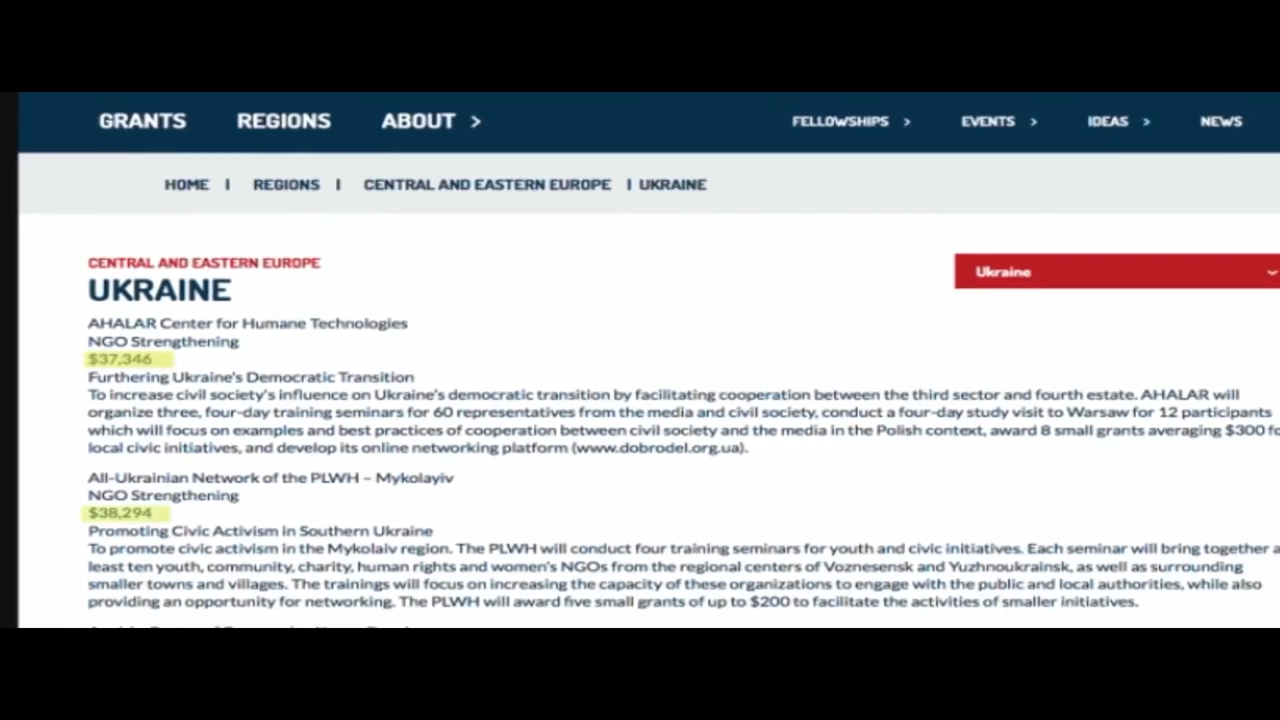 GRANTS REGIONS ABOUT > FELLOWSHIPS > EVENTS > IDEAS > NEWS
HOME | REGIONS | CENTRAL AND EASTERN EUROPE | UKRAINE
CENTRAL AND EASTERN EUROPE
Ukraine
UKRAINE
AHALAR Center for Humane Technologies
NGO Strengthening
$37,346
Furthering Ukraine's Democratic Transition
To increase civil society's influence on Ukraine's democratic transition by facilitating cooperation between the third sector and fourth estate. AHALAR will
organize three, four-day training seminars for 60 representatives from the media and civil society, conduct a four-day study visit to Warsaw for 12 participants
which will focus on examples and best practices of cooperation between civil society and the media in the Polish context, award 8 small grants averaging $300
local civic initiatives, and develop its online networking platform (www.dobrodel.org.ua).
All-Ukrainian Network of the PLWH – Mykolayiv
NGO Strengthening
$38,294
Promoting Civic Activism in Southern Ukraine
To promote civic activism in the Mykolaiv region. The PLWH will conduct four training seminars for youth and civic initiatives. Each seminar will bring together
least ten youth, community, charity, human rights and women's NGOs from the regional centers of Voznesensk and Yuzhnoukrainsk, as well as surrounding
smaller towns and villages. The trainings will focus on increasing the capacity of these organizations to engage with the public and local authorities, while also
providing an opportunity for networking. The PLWH will award five small grants of up to $200 to facilitate the activities of smaller initiatives.